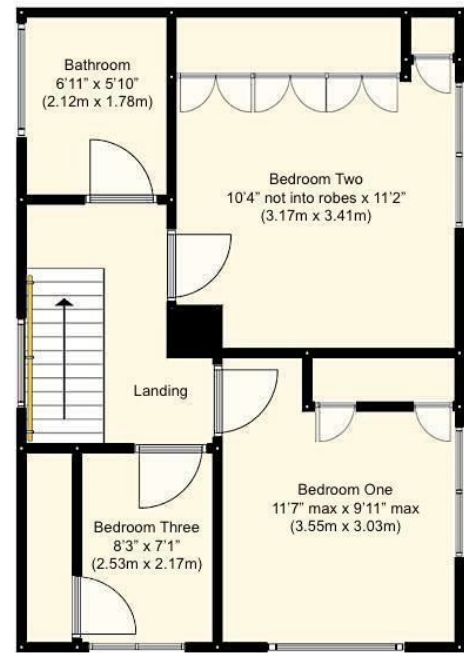 Bathroom
6'11" x 5'10"
(2.12m x 1.78m)
Bedroom Two
10'4" not into robes x 11'2"
(3.17m x 3.41m)
Landing
Bedroom One
11'7" max x 9'11" max
(3.55m x 3.03m)
Bedroom Three
8'3" x 7'1"
(2.53m x 2.17m)